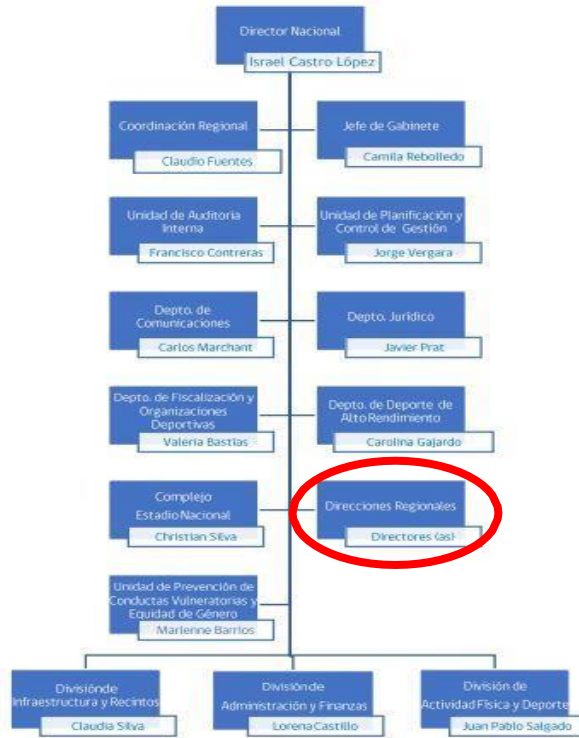 Director Nacional
Israel Castro López
Coordinación Regional
Claudio Fuentes
Jefe de Gabinete
Camila Rebolledo
Unidad de Auditoria
Interna
Francisco Contreras
Unidad de Planificación y
Control de Gestión
Jorge Vergara
Depto. de
Comunicaciones
Carlos Marchant
Depto. Jurídico
Javier Prat
Depto. de Fiscalización y
Organizaciones
Deportivas
Valeria Bastias
Depto. de Deporte de
Alto Rendimiento
Carolina Gajardo
Complejo
Estadio Nacional
Christian Silva
Direcciones Regionales
Directores (as)
Unidad de Prevención de
Conductas Vulneratorias y
Equidad de Género
Marienne Barrios
División de
Infraestructura y Recintos
Claudia Silva
División de
Administración y Finanzas
Lorena Castillo
División de
Actividad Física y Deporte
Juan Pablo Salgado